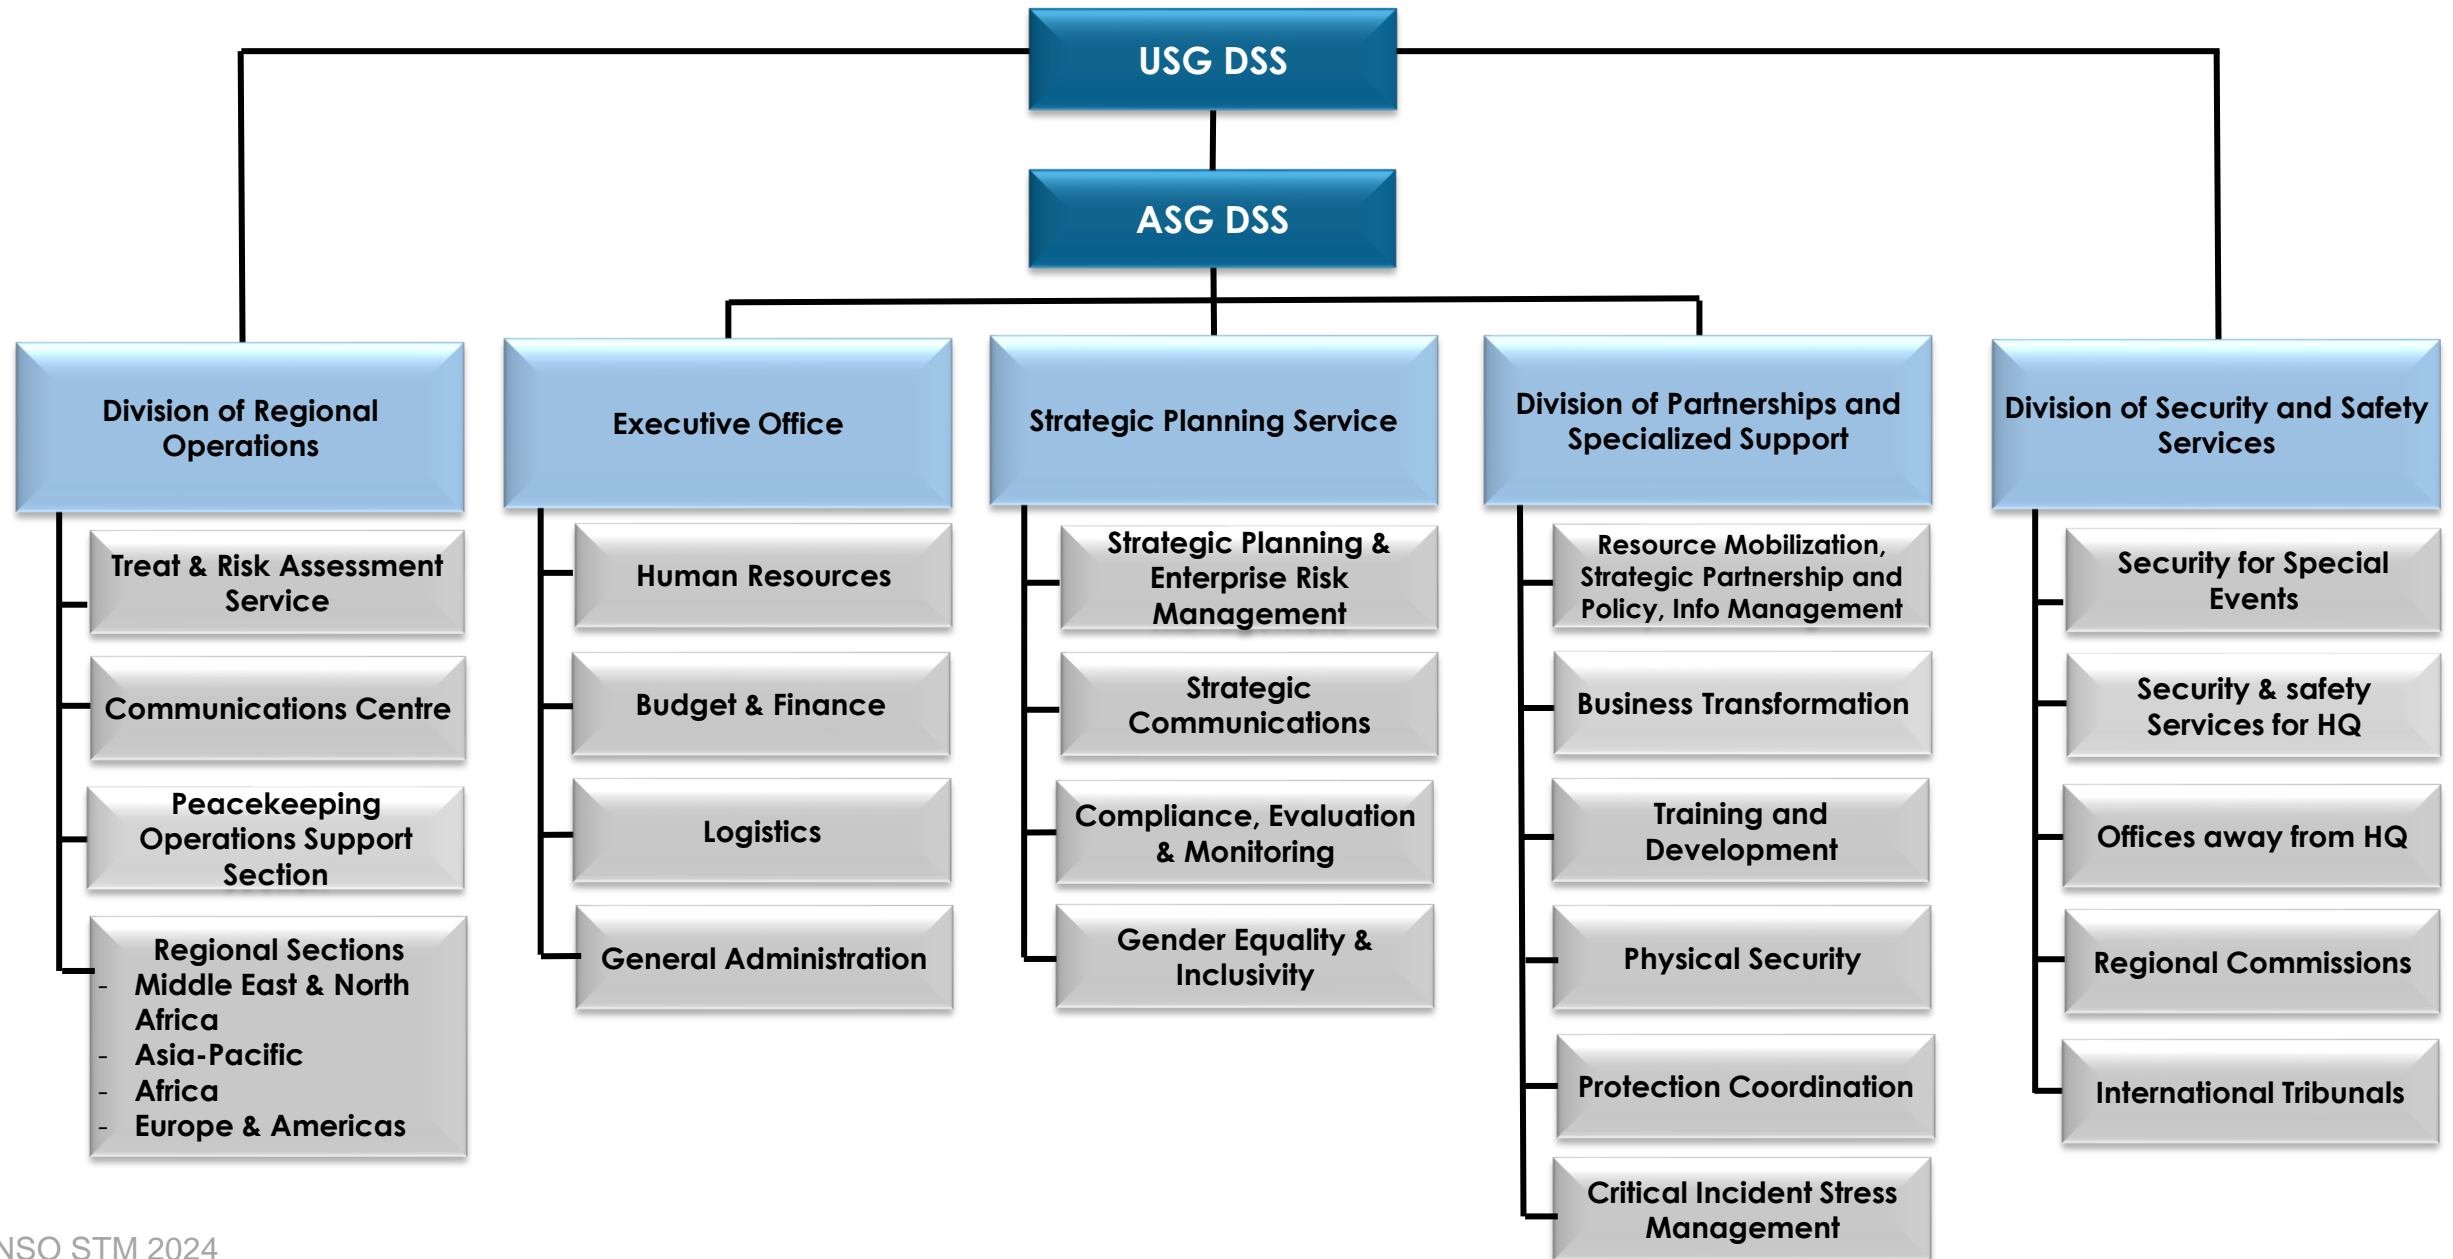 USG DSS
ASG DSS
Division of Regional
Operations
Treat & Risk Assessment
Service
Communications Centre
Peacekeeping
Operations Support
Section
Regional Sections
- Middle East & North
Africa
- Asia-Pacific
- Africa
- Europe & Americas
Executive Office
Human Resources
Budget & Finance
Logistics
General Administration
Strategic Planning Service
Strategic Planning &
Enterprise Risk
Management
Strategic
Communications
Compliance, Evaluation
& Monitoring
Gender Equality &
Inclusivity
Division of Partnerships and
Specialized Support
Resource Mobilization,
Strategic Partnership and
Policy, Info Management
Business Transformation
Training and
Development
Physical Security
Protection Coordination
Critical Incident Stress
Management
Division of Security and Safety
Services
Security for Special
Events
Security & safety
Services for HQ
Offices away from HQ
Regional Commissions
International Tribunals
NSO STM 2024